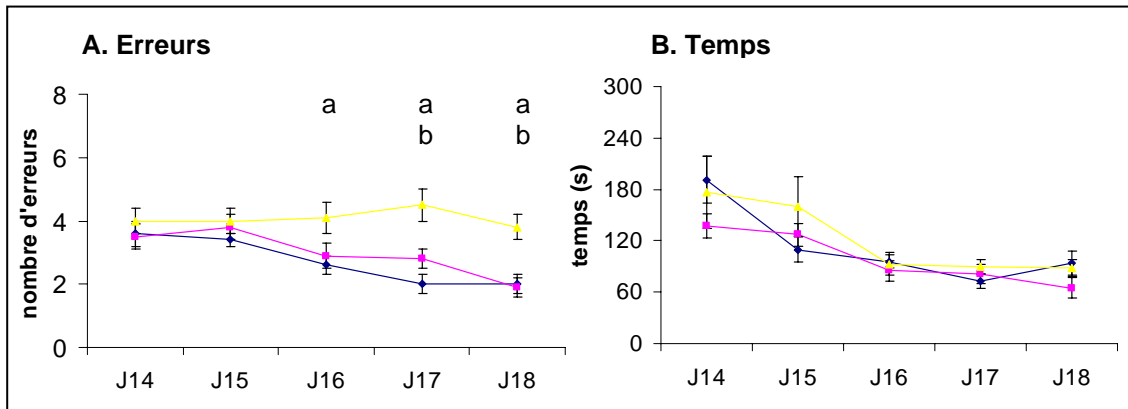 A. Erreurs
nombre d'erreurs
8
6
4
2
0
a
a
a
b
b
J14 J15 J16 J17 J18
B. Temps
temps (s)
300
240
180
120
60
0
J14 J15 J16 J17 J18